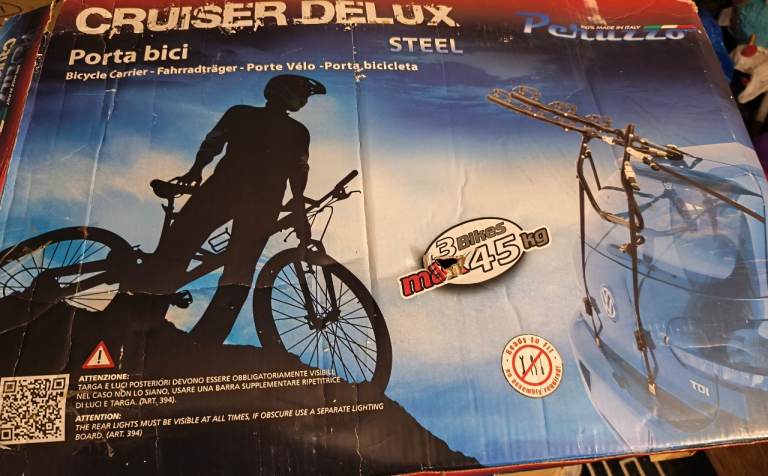 CRUISER DELUX
STEEL
100% MADE IN ITALY
Peruzzo
Porta bici
Bicycle Carrier - Fahrradträger - Porte Vélo - Porta bicicleta
3 Bikes
max 45 kg
Ready to fit -
no assembly required!
TDI
ATTENZIONE:
TARGA E LUCI POSTERIORI DEVONO ESSERE OBBLIGATORIAMENTE VISIBILI.
NEL CASO NON LO SIANO, USARE UNA BARRA SUPPLEMENTARE RIPETITRICE
DI LUCI E TARGA. (ART. 394).
ATTENTION:
THE REAR LIGHTS MUST BE VISIBLE AT ALL TIMES, IF OBSCURE USE A SEPARATE LIGHTING
BOARD. (ART. 394)